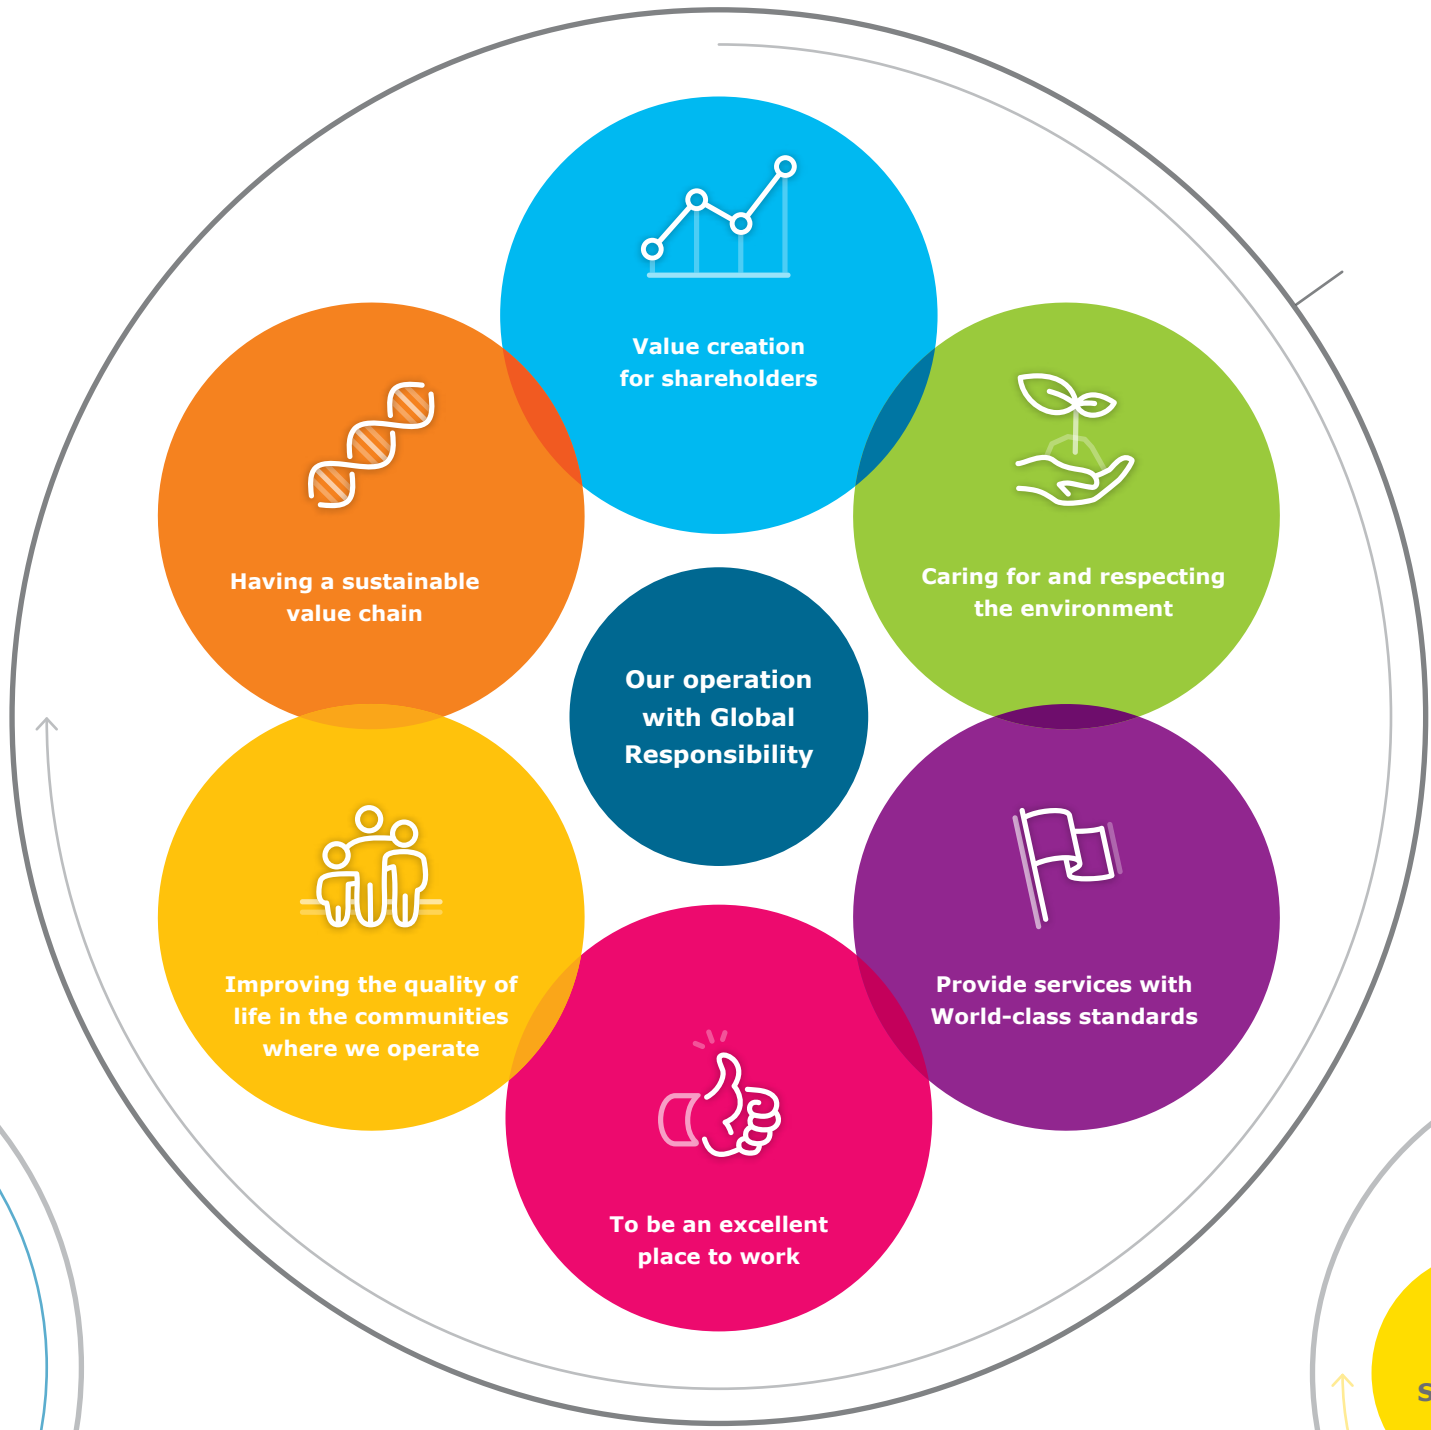 Value creation
for shareholders
Caring for and respecting
the environment
Having a sustainable
value chain
Our operation
with Global
Responsibility
Provide services with
World-class standards
Improving the quality of
life in the communities
where we operate
To be an excellent
place to work